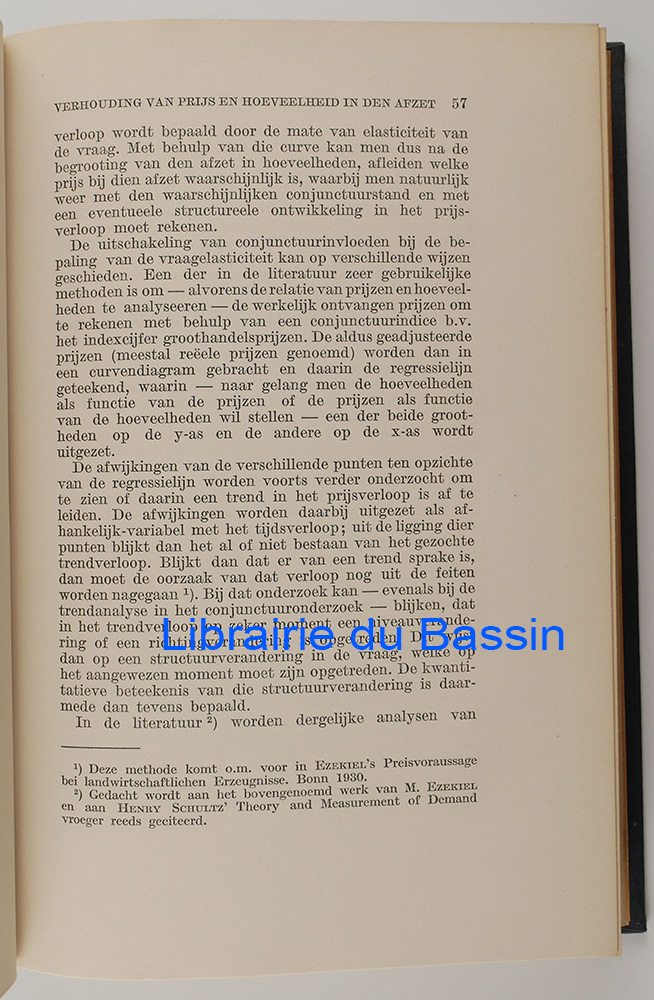 VERHOUDING VAN PRIJS EN HOEVEELHEID IN DEN AFZET 57
verloop wordt bepaald door de mate van elasticiteit van
de vraag. Met behulp van die curve kan men dus na de
begrooting van den afzet in hoeveelheden, afleiden welke
prijs bij dien afzet waarschijnlijk is, waarbij men natuurlijk
weer met den waarschijnlijken conjunctuurstand en met
een eventueele structureele ontwikkeling in het prijs-
verloop moet rekenen.
De uitschakeling van conjunctuurinvloeden bij de be-
paling van de vraagelasticiteit kan op verschillende wijzen
geschieden. Een der in de literatuur zeer gebruikelijke
methoden is om — alvorens de relatie van prijzen en hoeveel-
heden te analyseeren — de werkelijk ontvangen prijzen om
te rekenen met behulp van een conjunctuurindice b.v.
het indexcijfer groothandelsprijzen. De aldus geadjusteerde
prijzen (meestal reëele prijzen genoemd) worden dan in
een curvendiagram gebracht en daarin de regressielijn
geteekend, waarin — naar gelang men de hoeveelheden
als functie van de prijzen of de prijzen als functie
van de hoeveelheden wil stellen — een der beide groot-
heden op de y-as en de andere op de x-as wordt
uitgezet.
De afwijkingen van de verschillende punten ten opzichte
van de regressielijn worden voorts verder onderzocht om
te zien of daarin een trend in het prijsverloop is af te
leiden. De afwijkingen worden daarbij uitgezet als af-
hankelijk-variabel met het tijdsverloop; uit de ligging dier
punten blijkt dan het al of niet bestaan van het gezochte
trendverloop. Blijkt dan dat er van een trend sprake is,
dan moet de oorzaak van dat verloop nog uit de feiten
worden nagegaan ¹). Bij dat onderzoek kan — evenals bij de
trendanalyse in het conjunctuuronderzoek — blijken, dat
in het trendverloop op zeker moment een niveauverande-
ring of een richtingverandering is opgetreden. Dit
Librairie du Bassin
dan op een structuurverandering in de vraag, welke op
het aangewezen moment moet zijn opgetreden. De kwanti-
tatieve beteekenis van die structuurverandering is daar-
mede dan tevens bepaald.
In de literatuur ²) worden dergelijke analysen van
¹) Deze methode komt o.m. voor in EZEKIEL's Preisvoraussage
bei landwirtschaftlichen Erzeugnisse. Bonn 1930.
²) Gedacht wordt aan het bovengenoemd werk van M. EZEKIEL
en aan HENRY SCHULTZ' Theory and Measurement of Demand
vroeger reeds geciteerd.